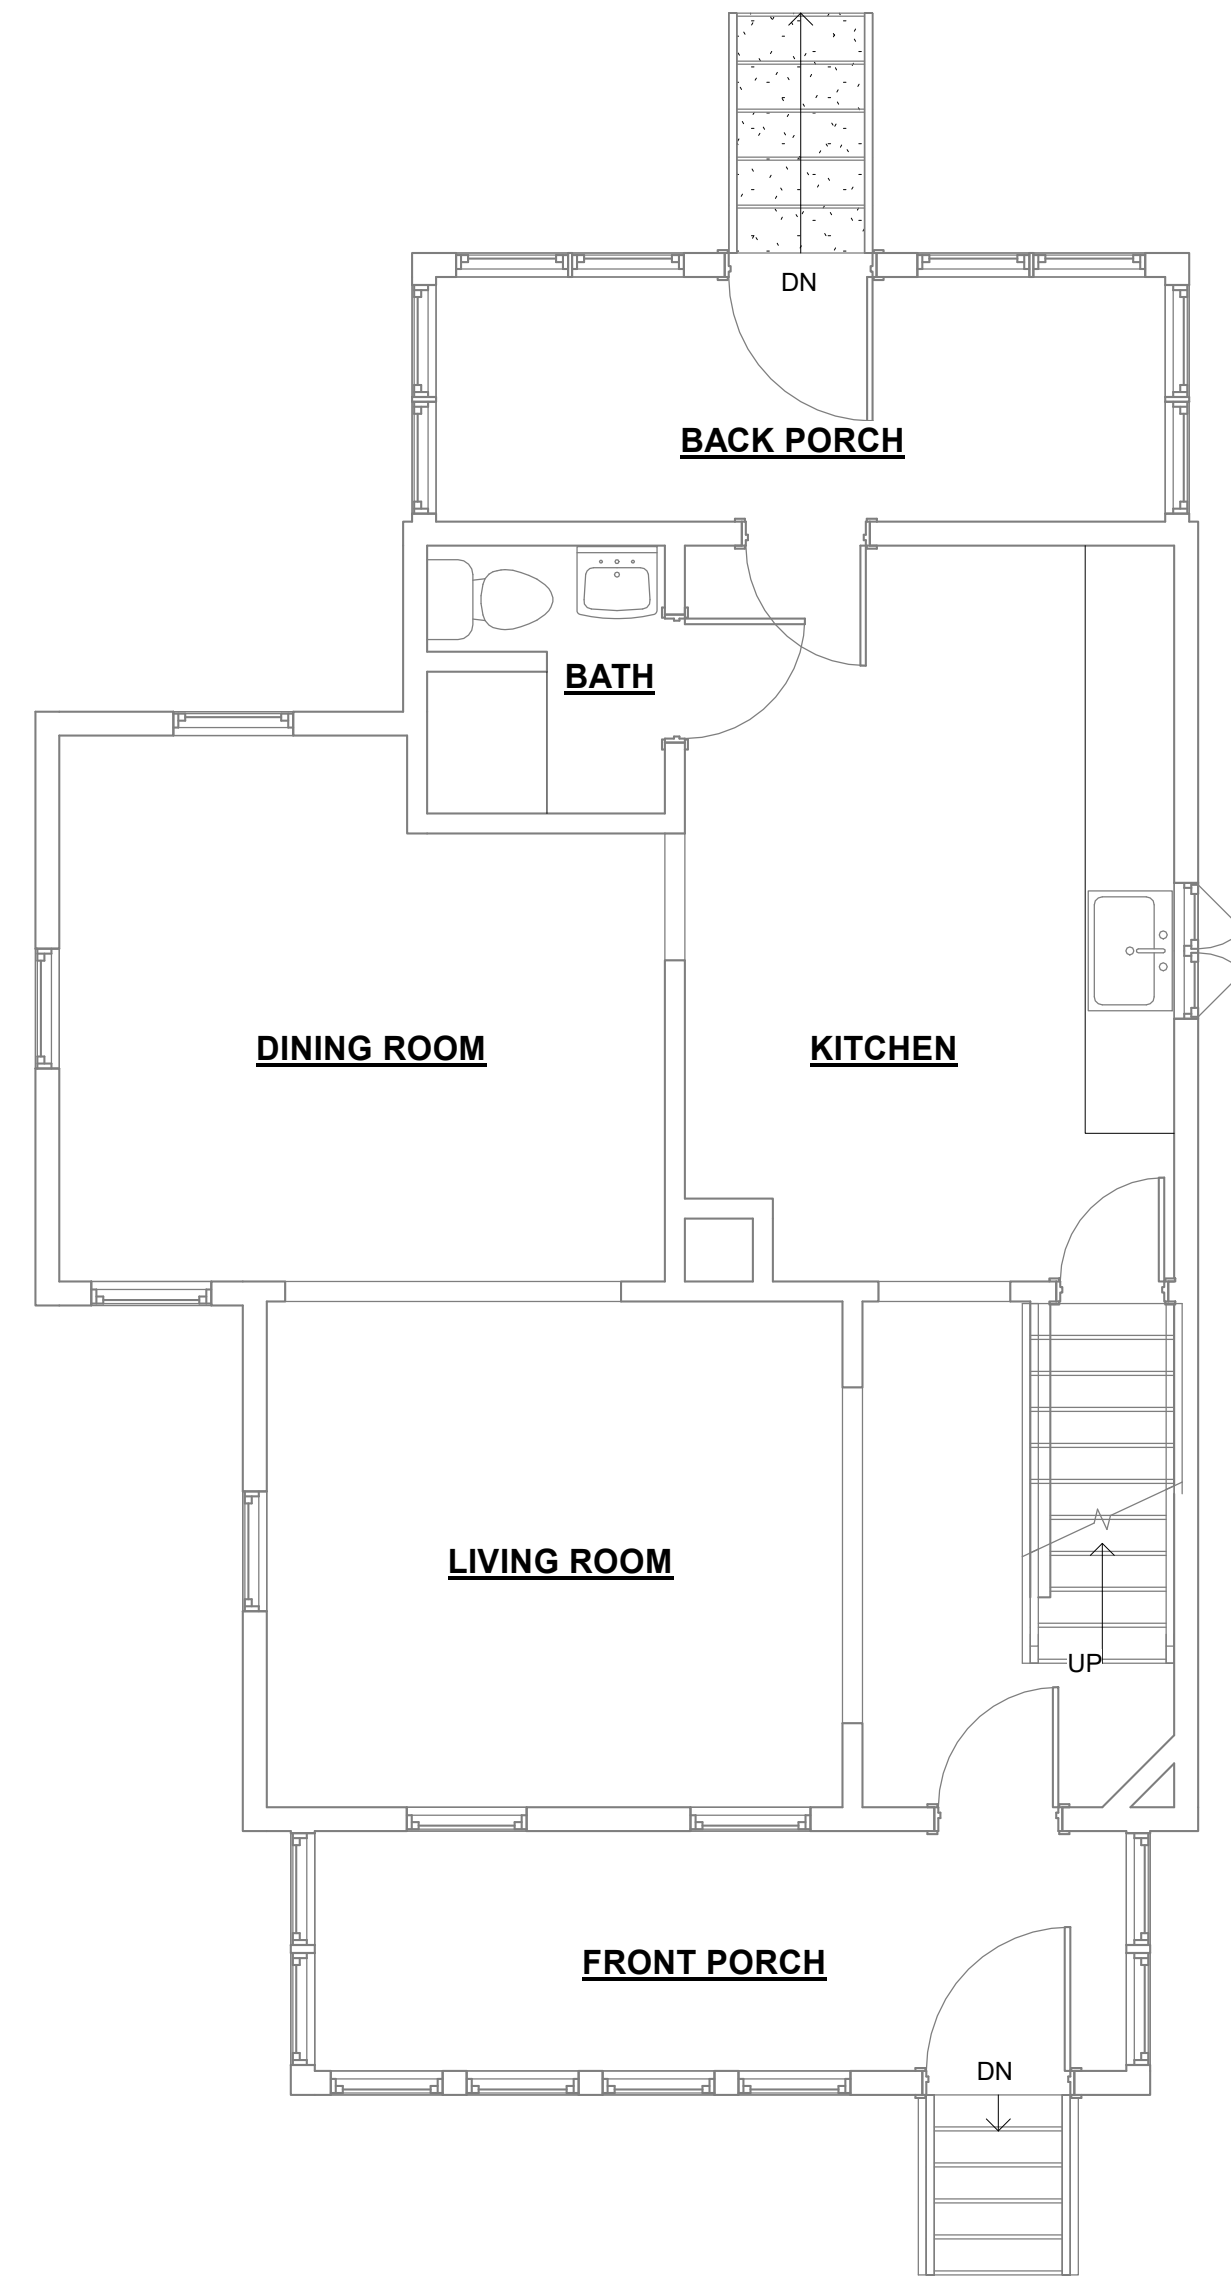 DN
BACK PORCH
BATH
DINING ROOM
KITCHEN
LIVING ROOM
UP
FRONT PORCH
DN